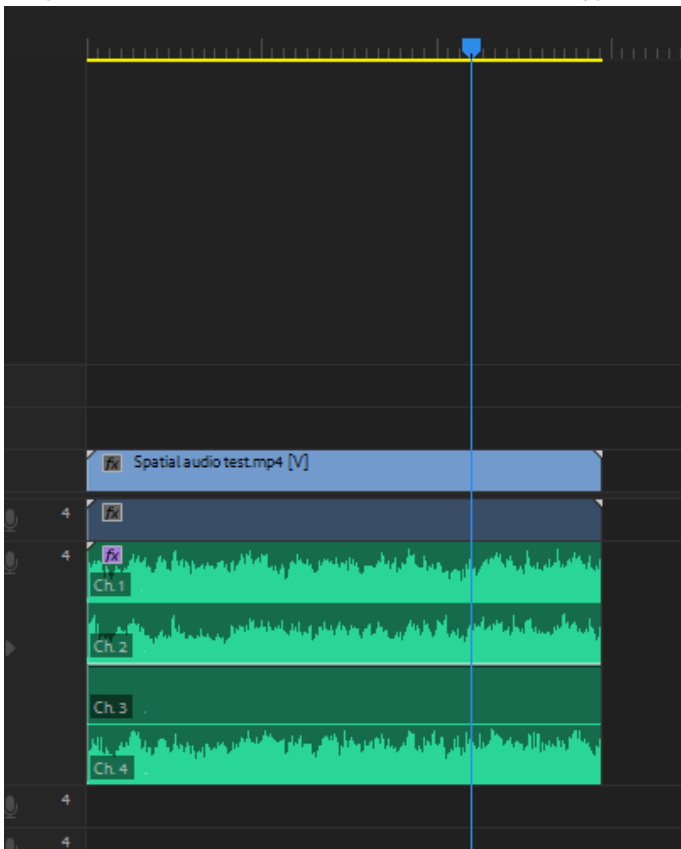 fx Spatial audio test.mp4 [V]
4 fx
4 fx
Ch. 1
Ch. 2
Ch. 3
Ch. 4
4
4